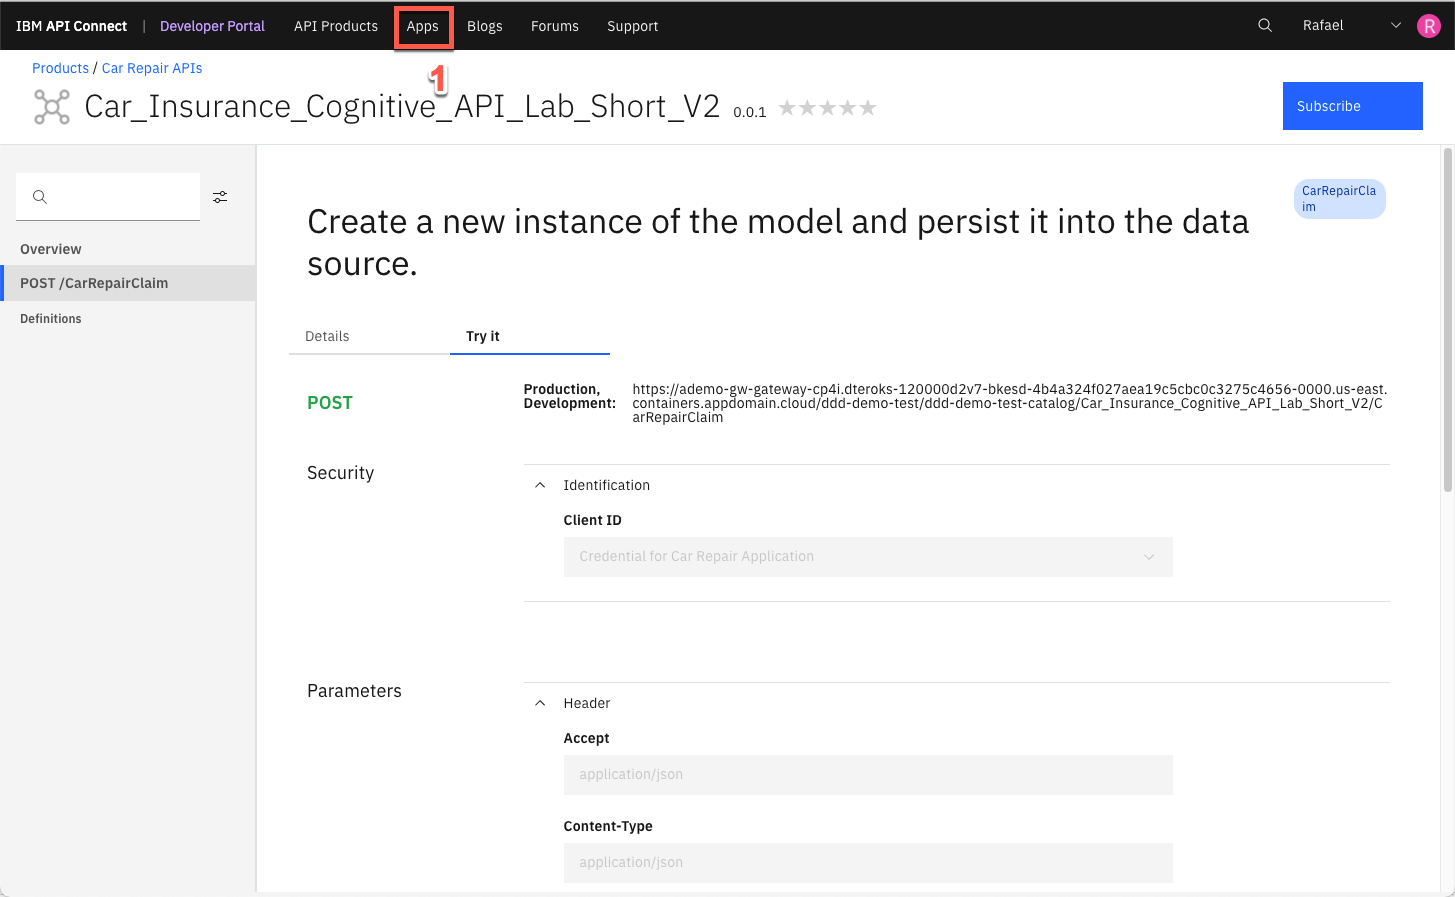 IBM API Connect | Developer Portal API Products Apps Blogs Forums Support Rafael R
1
Products / Car Repair APIs
Car_Insurance_Cognitive_API_Lab_Short_V2 0.0.1
Subscribe
CarRepairCla
im
Create a new instance of the model and persist it into the data
source.
Overview
POST /CarRepairClaim
Definitions
Details Try it
POST
Production,
Development:
https://ademo-gw-gateway-cp4i.dteroks-120000d2v7-bkesd-4b4a324f027aea19c5cbc0c3275c4656-0000.us-east.
containers.appdomain.cloud/ddd-demo-test/ddd-demo-test-catalog/Car_Insurance_Cognitive_API_Lab_Short_V2/C
arRepairClaim
Security
Identification
Client ID
Credential for Car Repair Application
Parameters
Header
Accept
application/json
Content-Type
application/json